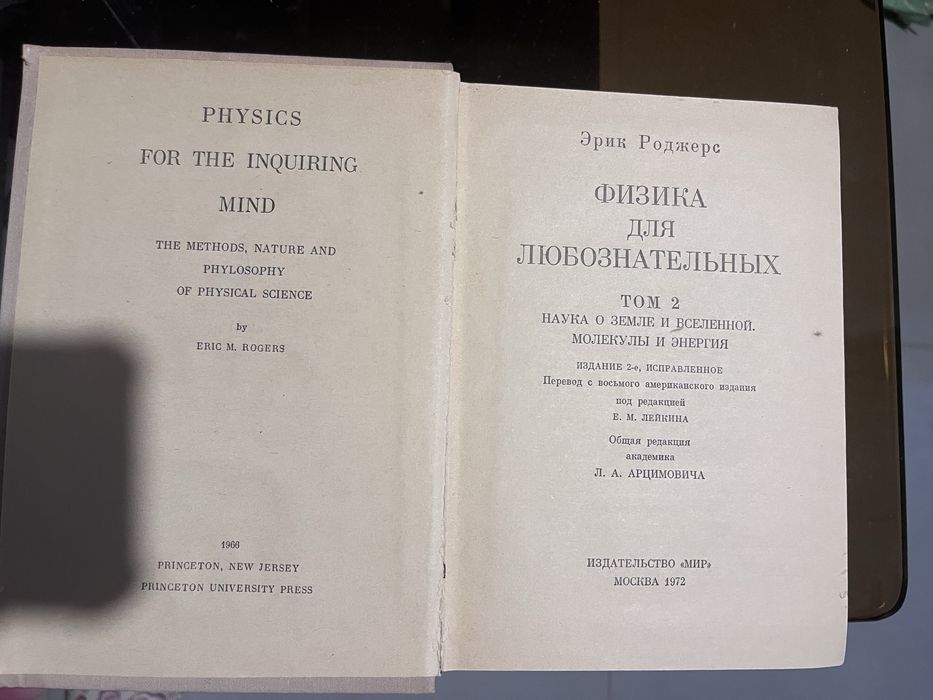 PHYSICS
FOR THE INQUIRING
MIND
THE METHODS, NATURE AND
PHYLOSOPHY
OF PHYSICAL SCIENCE
by
ERIC M. ROGERS
1966
PRINCETON, NEW JERSEY
PRINCETON UNIVERSITY PRESS
Эрик Роджерс
ФИЗИКА
ДЛЯ
ЛЮБОЗНАТЕЛЬНЫХ
ТОМ 2
НАУКА О ЗЕМЛЕ И ВСЕЛЕННОЙ.
МОЛЕКУЛЫ И ЭНЕРГИЯ
ИЗДАНИЕ 2-е, ИСПРАВЛЕННОЕ
Перевод с восьмого американского издания
под редакцией
Е. М. ЛЕЙКИНА
Общая редакция
академика
Л. А. АРЦИМОВИЧА
ИЗДАТЕЛЬСТВО «МИР»
МОСКВА 1972